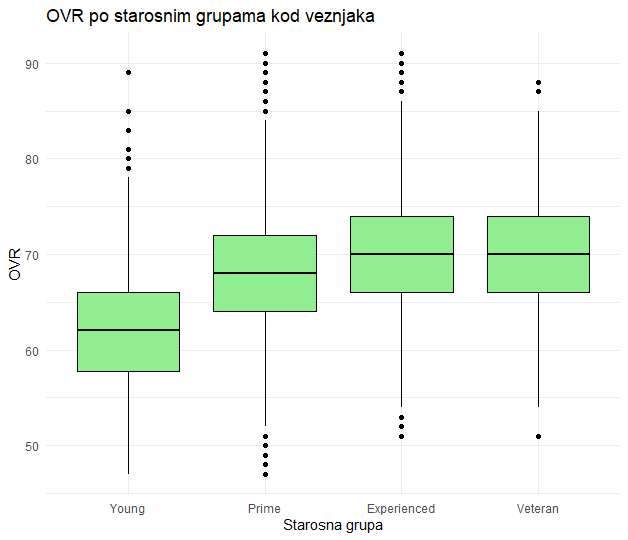 OVR po starosnim grupama kod veznjaka
OVR
90
80
70
60
50
Young
Prime
Experienced
Veteran
Starosna grupa